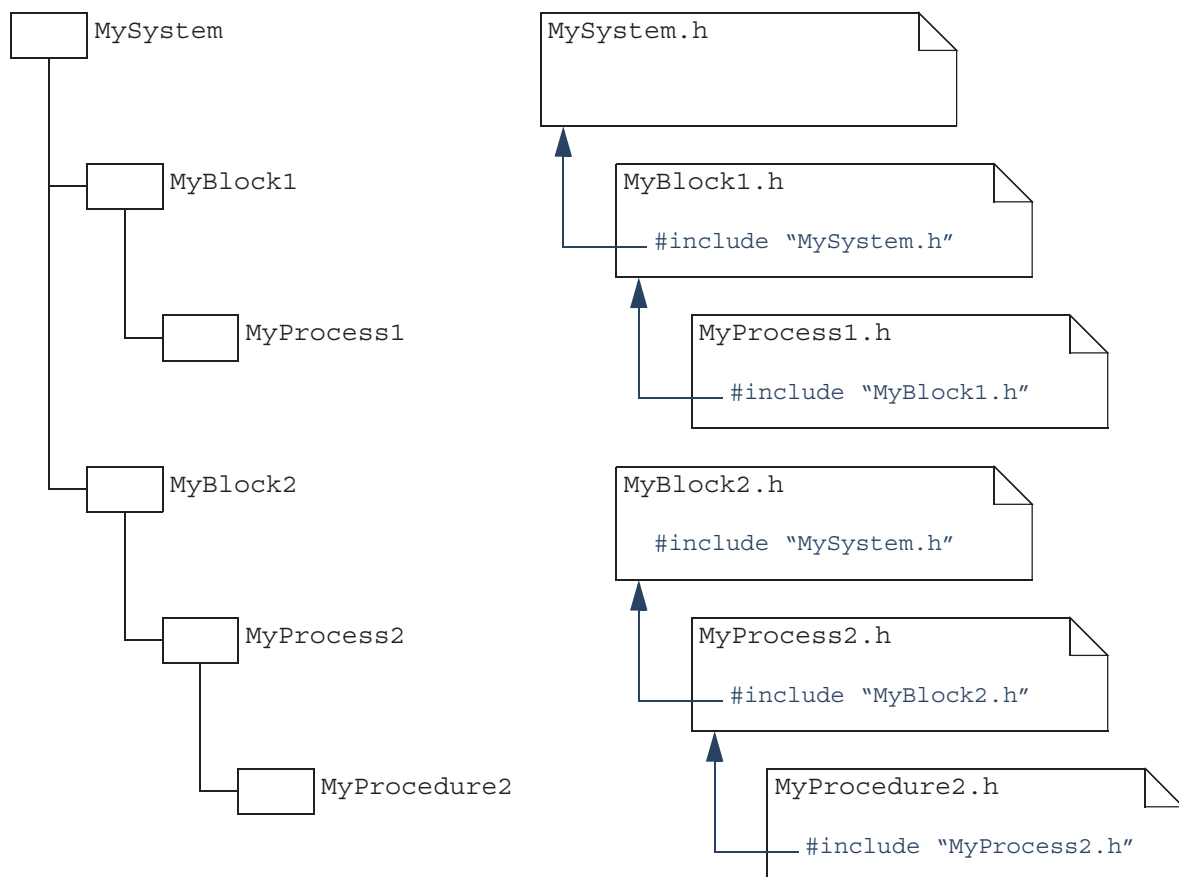 MySystem
MySystem.h
MyBlock1
MyBlock1.h
#include “MySystem.h”
MyProcess1
MyProcess1.h
#include “MyBlock1.h”
MyBlock2
MyBlock2.h
#include “MySystem.h”
MyProcess2
MyProcess2.h
#include “MyBlock2.h”
MyProcedure2
MyProcedure2.h
#include “MyProcess2.h”